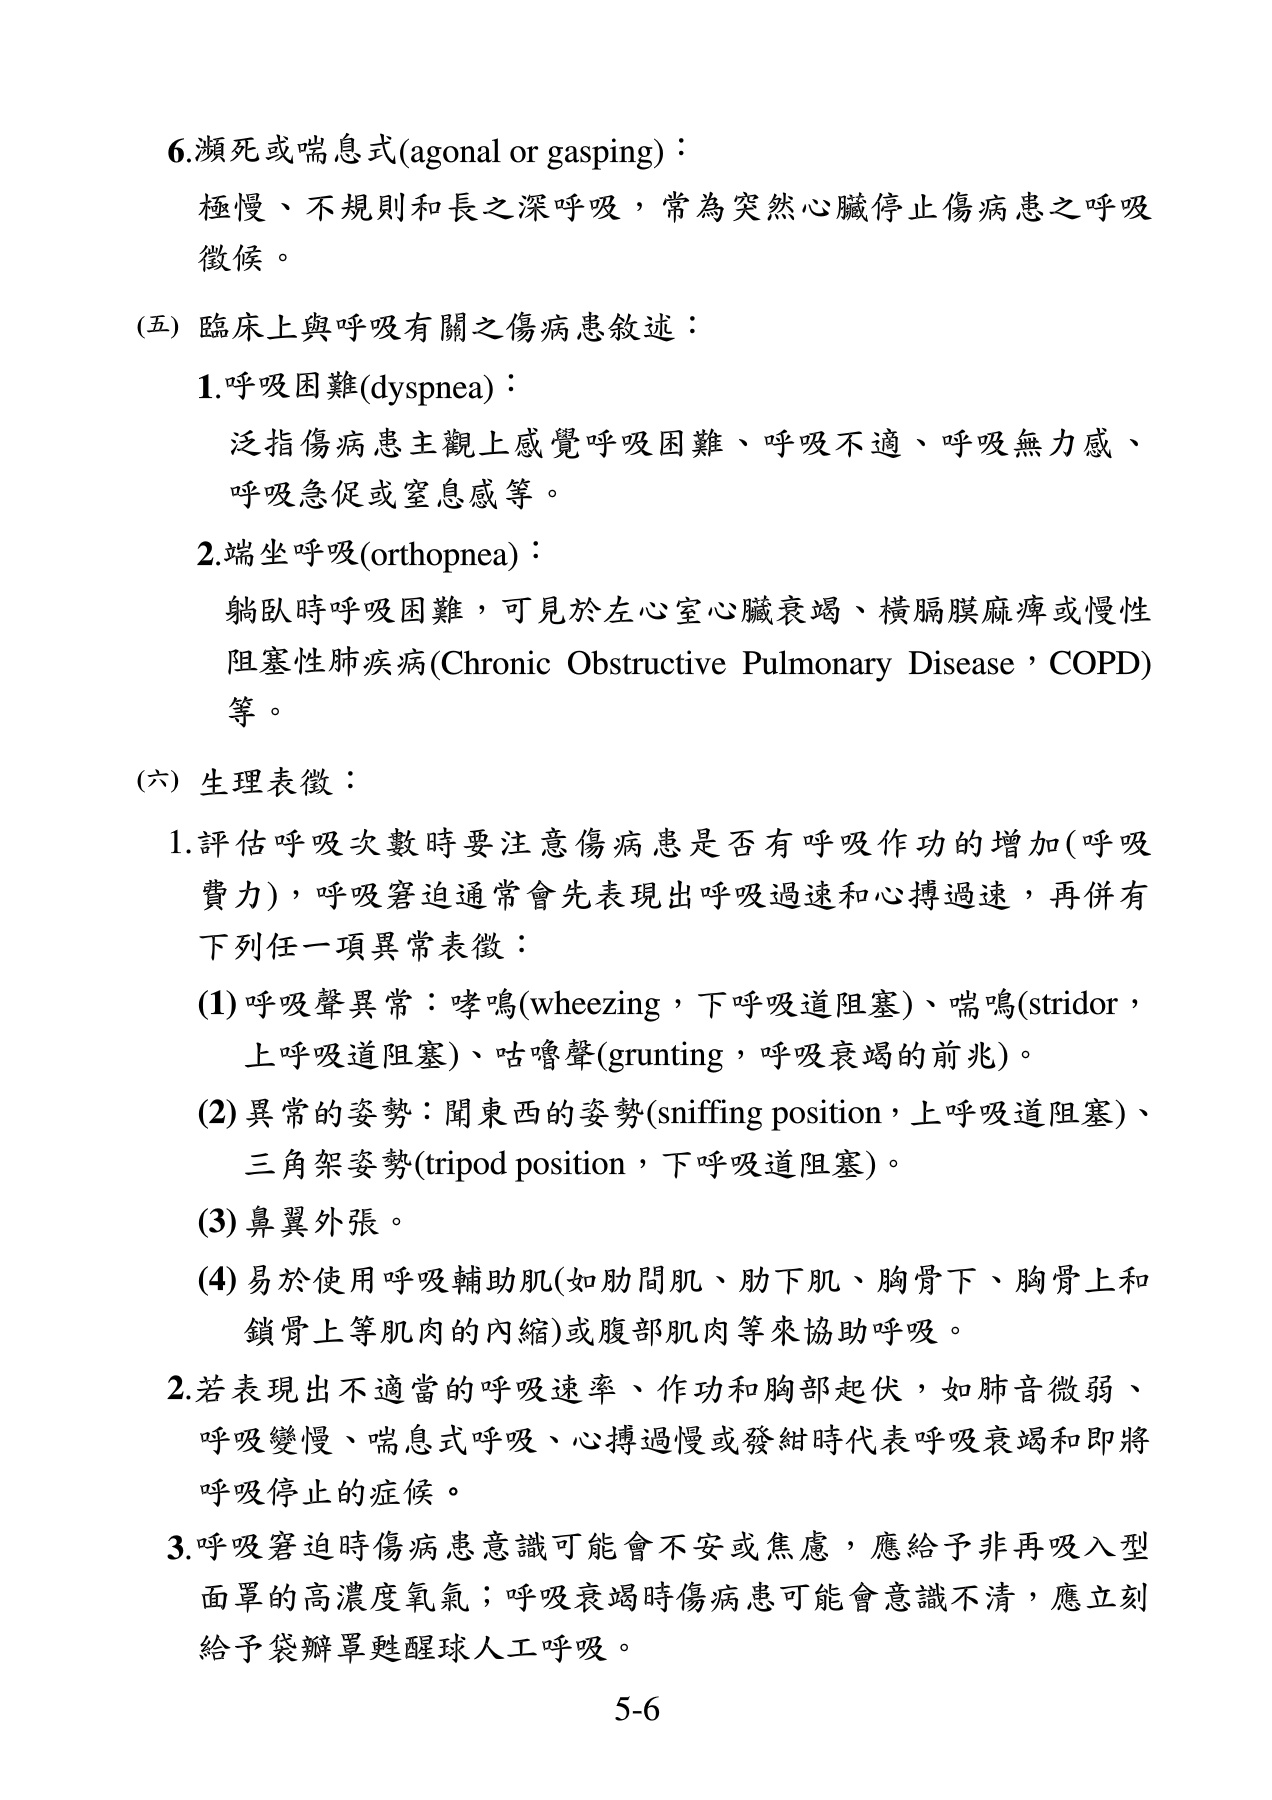 6.瀕死或喘息式(agonal or gasping)：
極慢、不規則和長之深呼吸，常為突然心臟停止傷病患之呼吸
徵候。
(五) 臨床上與呼吸有關之傷病患敘述：
1.呼吸困難(dyspnea)：
泛指傷病患主觀上感覺呼吸困難、呼吸不適、呼吸無力感、
呼吸急促或窒息感等。
2.端坐呼吸(orthopnea)：
躺臥時呼吸困難，可見於左心室心臟衰竭、橫膈膜麻痺或慢性
阻塞性肺疾病(Chronic Obstructive Pulmonary Disease，COPD)
等。
(六) 生理表徵：
1.評估呼吸次數時要注意傷病患是否有呼吸作功的增加(呼吸
費力)，呼吸窘迫通常會先表現出呼吸過速和心搏過速，再併有
下列任一項異常表徵：
(1) 呼吸聲異常：哮鳴(wheezing，下呼吸道阻塞)、喘鳴(stridor，
上呼吸道阻塞)、咕嚕聲(grunting，呼吸衰竭的前兆)。
(2) 異常的姿勢：聞東西的姿勢(sniffing position，上呼吸道阻塞)、
三角架姿勢(tripod position，下呼吸道阻塞)。
(3) 鼻翼外張。
(4) 易於使用呼吸輔助肌(如肋間肌、肋下肌、胸骨下、胸骨上和
鎖骨上等肌肉的內縮)或腹部肌肉等來協助呼吸。
2.若表現出不適當的呼吸速率、作功和胸部起伏，如肺音微弱、
呼吸變慢、喘息式呼吸、心搏過慢或發紺時代表呼吸衰竭和即將
呼吸停止的症候。
3.呼吸窘迫時傷病患意識可能會不安或焦慮，應給予非再吸入型
面罩的高濃度氧氣；呼吸衰竭時傷病患可能會意識不清，應立刻
給予袋瓣罩甦醒球人工呼吸。
5-6